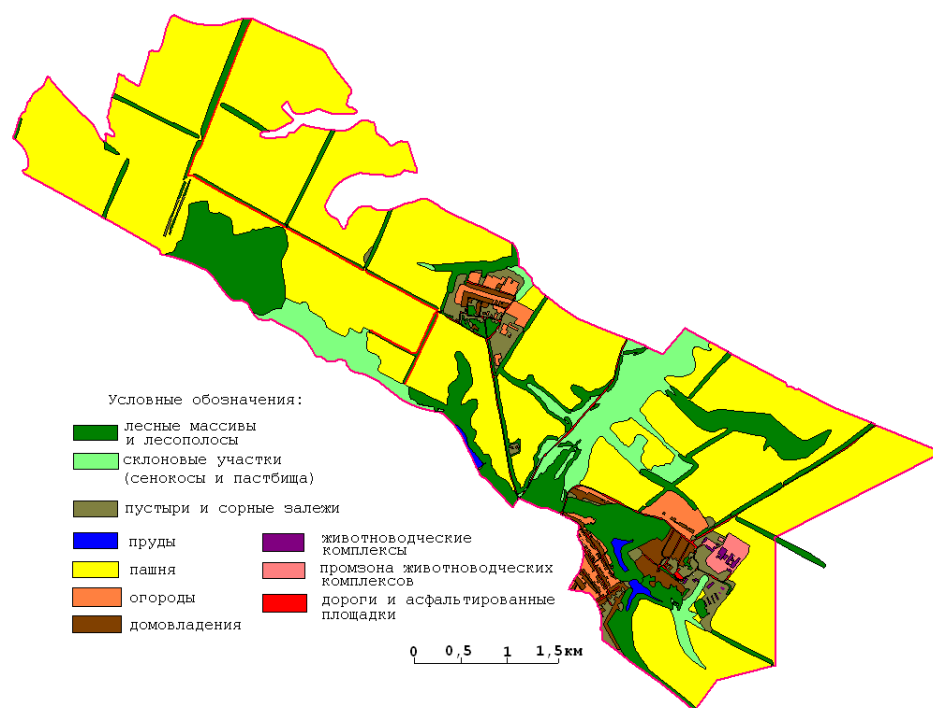 Условные обозначения:
лесные массивы
и лесополосы
склоновые участки
(сенокосы и пастбища)
пустыри и сорные залежи
пруды
пашня
огороды
домовладения
животноводческие
комплексы
промзона животноводческих
комплексов
дороги и асфальтированные
площадки
0 0,5 1 1,5км